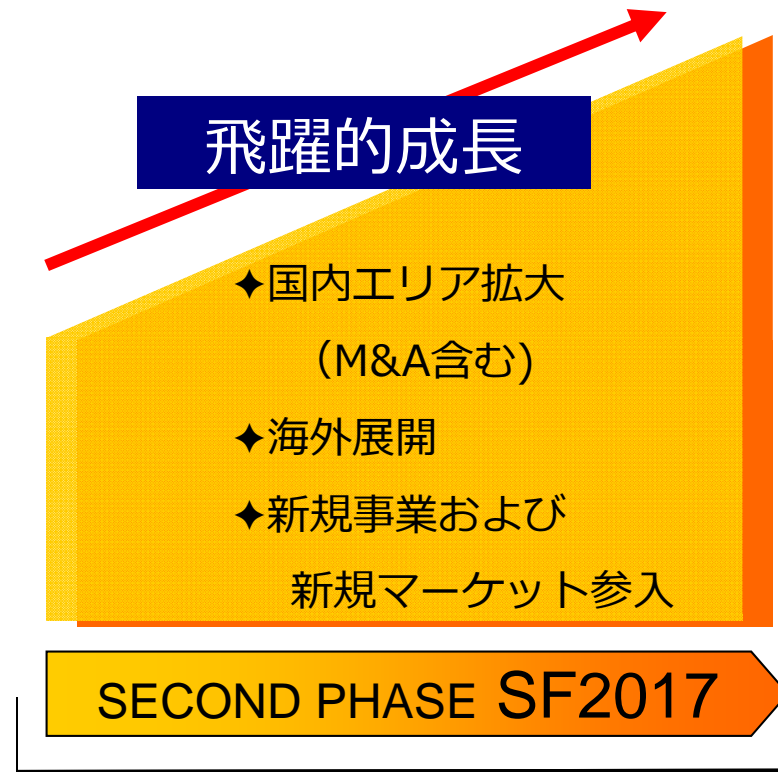 飛躍的成長
✦国内エリア拡大
（M&A含む)
✦海外展開
✦新規事業および
新規マーケット参入
SECOND PHASE SF2017